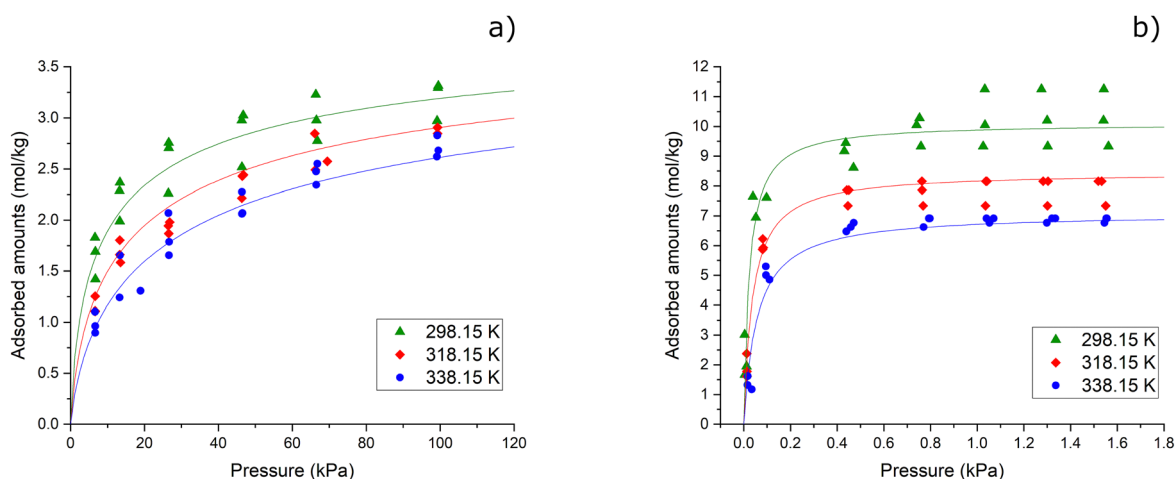 a)
3.5
3.0
2.5
2.0
1.5
1.0
0.5
0.0
Adsorbed amounts (mol/kg)
0 20 40 60 80 100 120
Pressure (kPa)
298.15 K
318.15 K
338.15 K
b)
12
11
10
9
8
7
6
5
4
3
2
1
0
Adsorbed amounts (mol/kg)
0.0 0.2 0.4 0.6 0.8 1.0 1.2 1.4 1.6 1.8
Pressure (kPa)
298.15 K
318.15 K
338.15 K